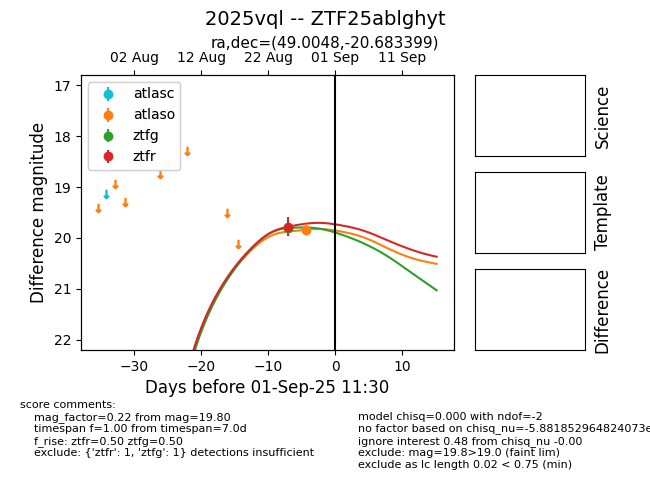 2025vql -- ZTF25ablghyt
ra,dec=(49.0048,-20.683399)
02 Aug 12 Aug 22 Aug 01 Sep 11 Sep
17
18
19
20
21
22
Difference magnitude
atlasc
atlaso
ztfg
ztfr
−30 −20 −10 0 10
Days before 01-Sep-25 11:30
Science
Template
Difference
score comments:
mag_factor=0.22 from mag=19.80
timespan f=1.00 from timespan=7.0d
f_rise: ztfr=0.50 ztfg=0.50
exclude: {'ztfr': 1, 'ztfg': 1} detections insufficient
model chisq=0.000 with ndof=-2
no factor based on chisq_nu=-5.881852964824073e
ignore interest 0.48 from chisq_nu -0.00
exclude: mag=19.8>19.0 (faint lim)
exclude as lc length 0.02 < 0.75 (min)